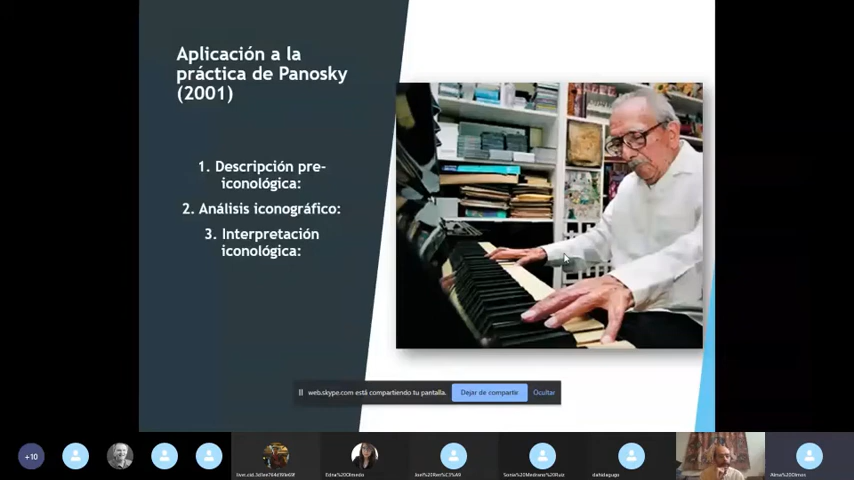 Aplicación a la
práctica de Panosky
(2001)
1. Descripción pre-
iconológica:
2. Análisis iconográfico:
3. Interpretación
iconológica:
web.skype.com está compartiendo tu pantalla.
Dejar de compartir
Ocultar
+10
Edna%20Olmedo
Sonia%20Medrano%20Ruiz
dahdiegugo
Alma%20Olmos